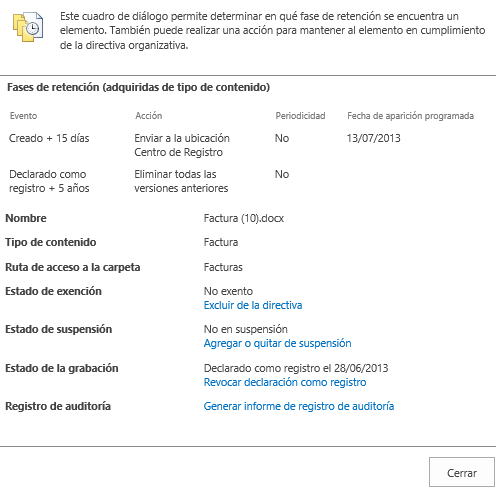 Este cuadro de diálogo permite determinar en qué fase de retención se encuentra un
elemento. También puede realizar una acción para mantener al elemento en cumplimiento
de la directiva organizativa.
Fases de retención (adquiridas de tipo de contenido)
Evento Acción Periodicidad Fecha de aparición programada
Creado + 15 días Enviar a la ubicación No 13/07/2013
Centro de Registro
Declarado como Eliminar todas las No
registro + 5 años versiones anteriores
Nombre Factura (10).docx
Tipo de contenido Factura
Ruta de acceso a la carpeta Facturas
Estado de exención No exento
Excluir de la directiva
Estado de suspensión No en suspensión
Agregar o quitar de suspensión
Estado de la grabación Declarado como registro el 28/06/2013
Revocar declaración como registro
Registro de auditoría Generar informe de registro de auditoría
Cerrar